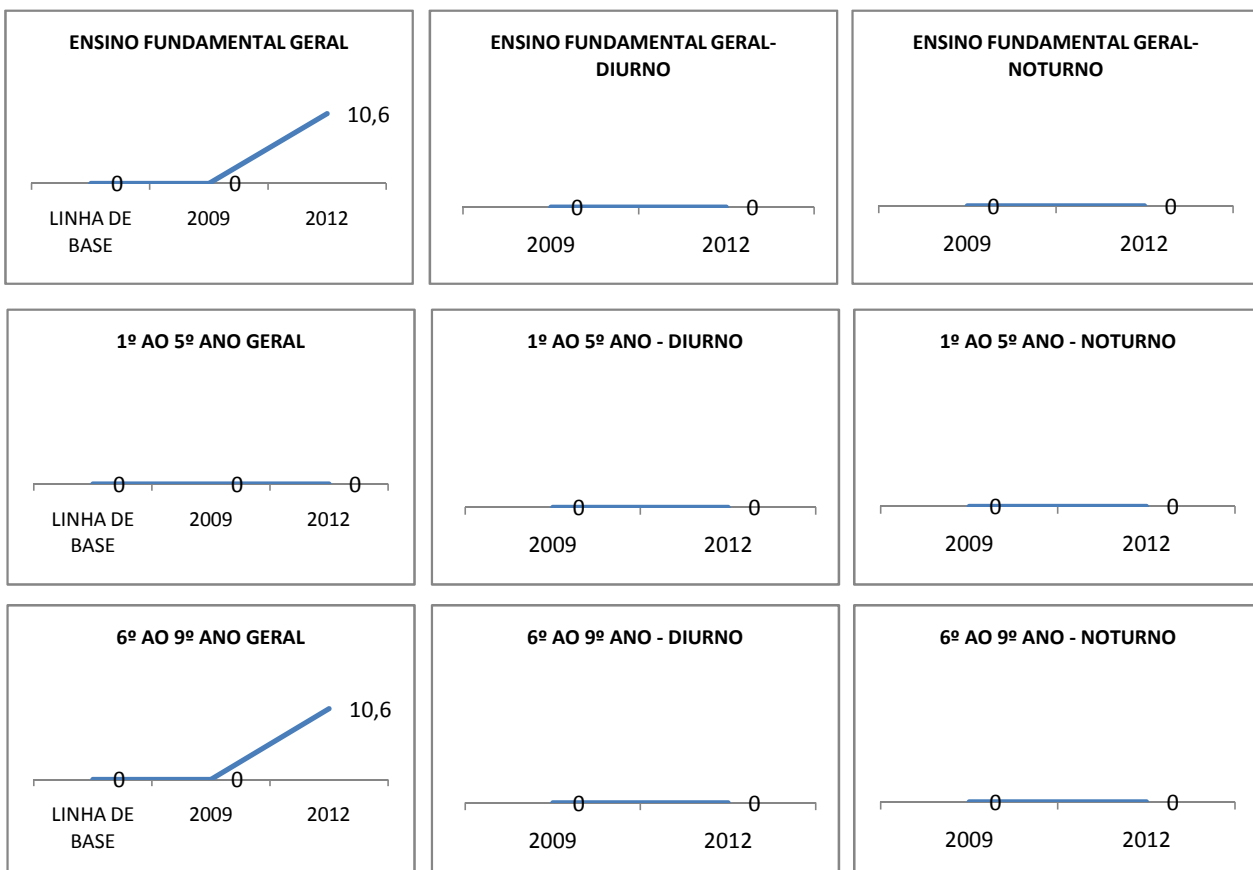 ENSINO FUNDAMENTAL GERAL
10,6
0
0
LINHA DE
BASE
2009
2012
ENSINO FUNDAMENTAL GERAL-
DIURNO
0
0
2009
2012
ENSINO FUNDAMENTAL GERAL-
NOTURNO
0
0
2009
2012
1º AO 5º ANO GERAL
0
0
0
LINHA DE
BASE
2009
2012
1º AO 5º ANO - DIURNO
0
0
2009
2012
1º AO 5º ANO - NOTURNO
0
0
2009
2012
6º AO 9º ANO GERAL
10,6
0
0
LINHA DE
BASE
2009
2012
6º AO 9º ANO - DIURNO
0
0
2009
2012
6º AO 9º ANO - NOTURNO
0
0
2009
2012